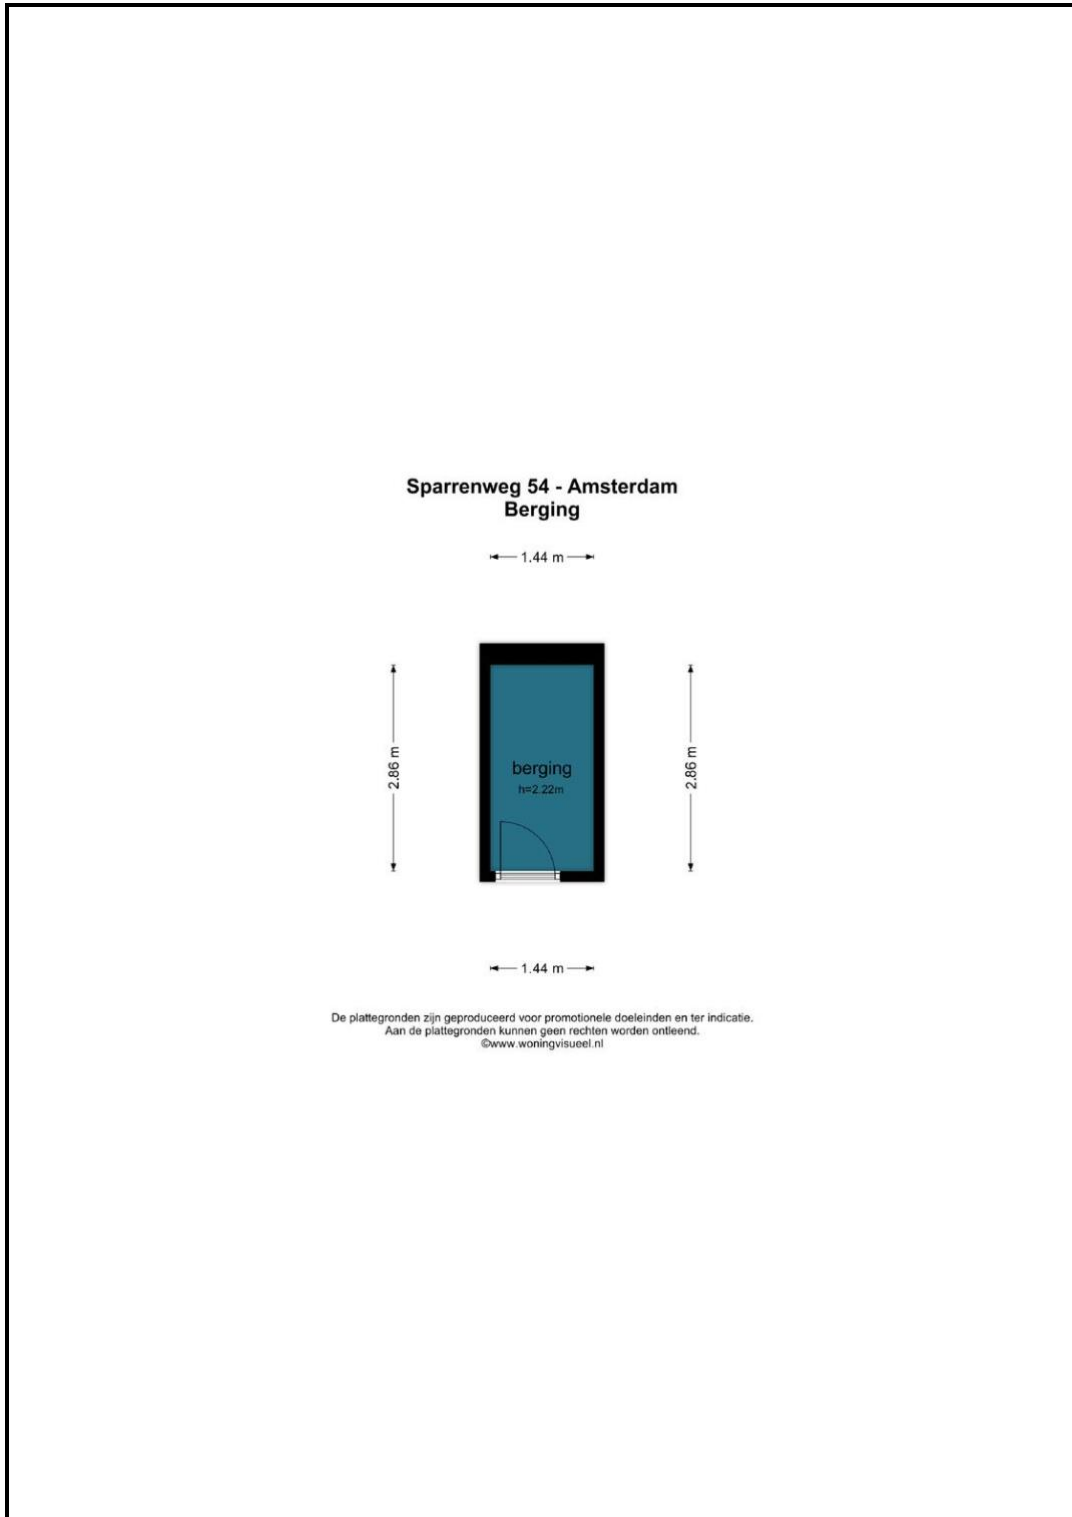 Sparrenweg 54 - Amsterdam
Berging
1.44 m
2.86 m
2.86 m
berging
h=2.22m
1.44 m
De plattegronden zijn geproduceerd voor promotionele doeleinden en ter indicatie.
Aan de plattegronden kunnen geen rechten worden ontleend.
©www.woningvisueel.nl